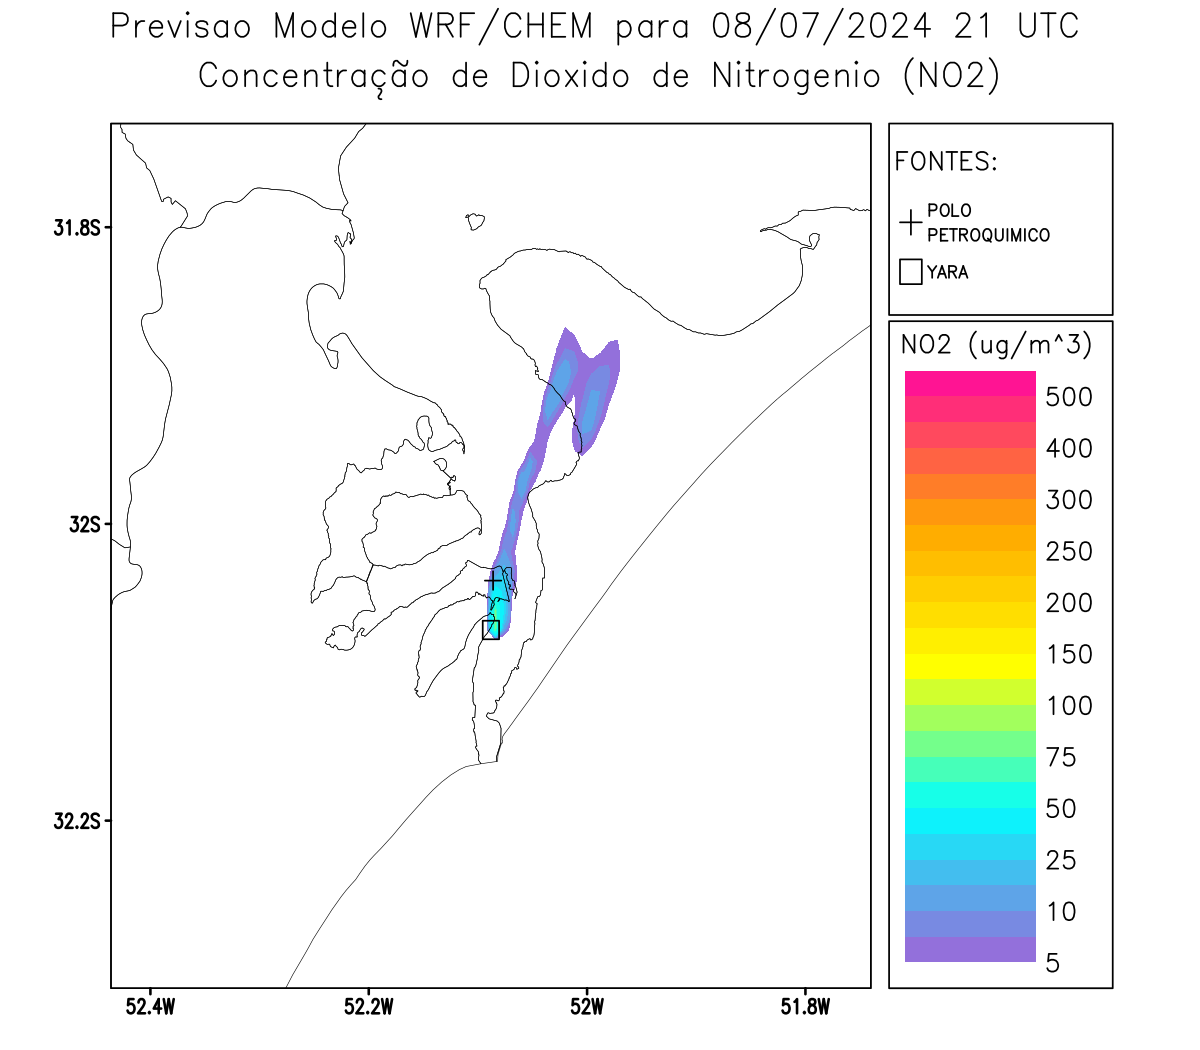 Previsao Modelo WRF/CHEM para 08/07/2024 21 UTC
Concentração de Dioxido de Nitrogenio (NO2)
FONTES:
POLO
PETROQUIMICO
YARA
31.8S
32S
32.2S
52.4W
52.2W
52W
51.8W
NO2 (ug/m^3)
500
400
300
250
200
150
100
75
50
25
10
5